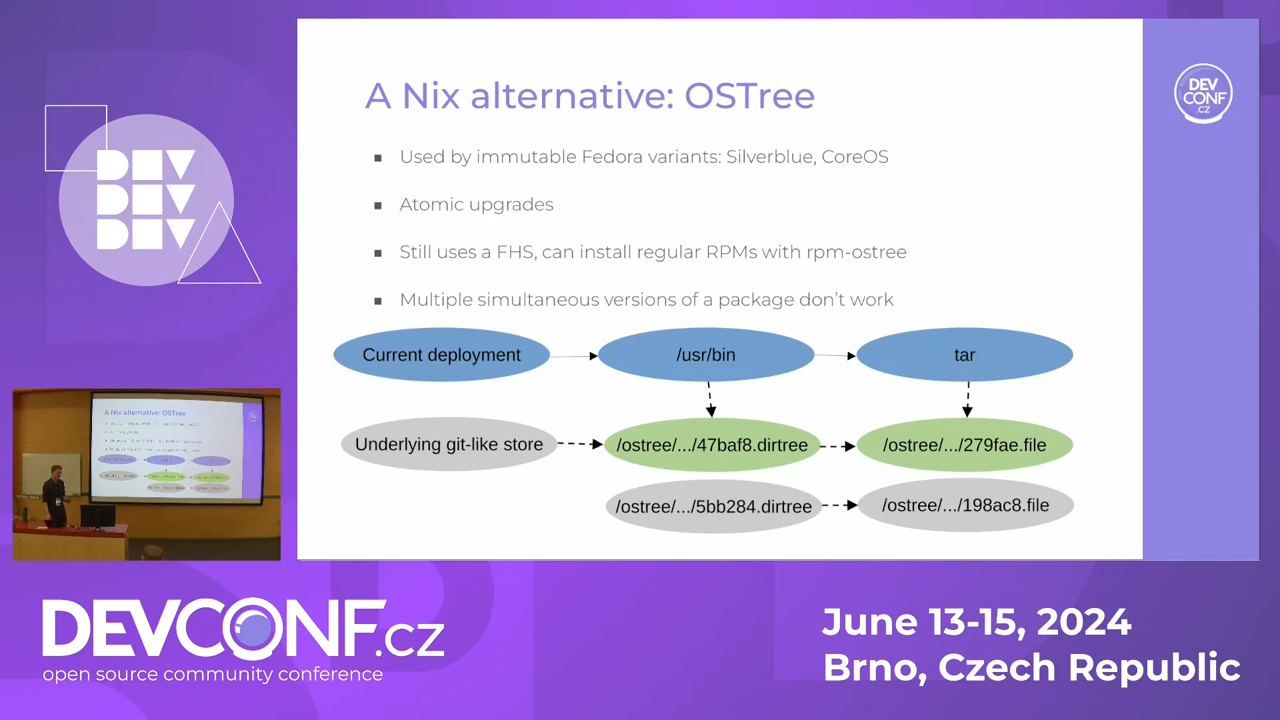 A Nix alternative: OSTree
DEV
CONF
.CZ
Used by immutable Fedora variants: Silverblue, CoreOS
Atomic upgrades
Still uses a FHS, can install regular RPMs with rpm-ostree
Multiple simultaneous versions of a package don't work
Current deployment
/usr/bin
tar
Underlying git-like store
/ostree/.../47baf8.dirtree
/ostree/.../279fae.file
/ostree/.../5bb284.dirtree
/ostree/.../198ac8.file
DEV
DEV
DEV
A Nix alternative: OSTree
DEVCONF.cz
open source community conference
June 13-15, 2024
Brno, Czech Republic